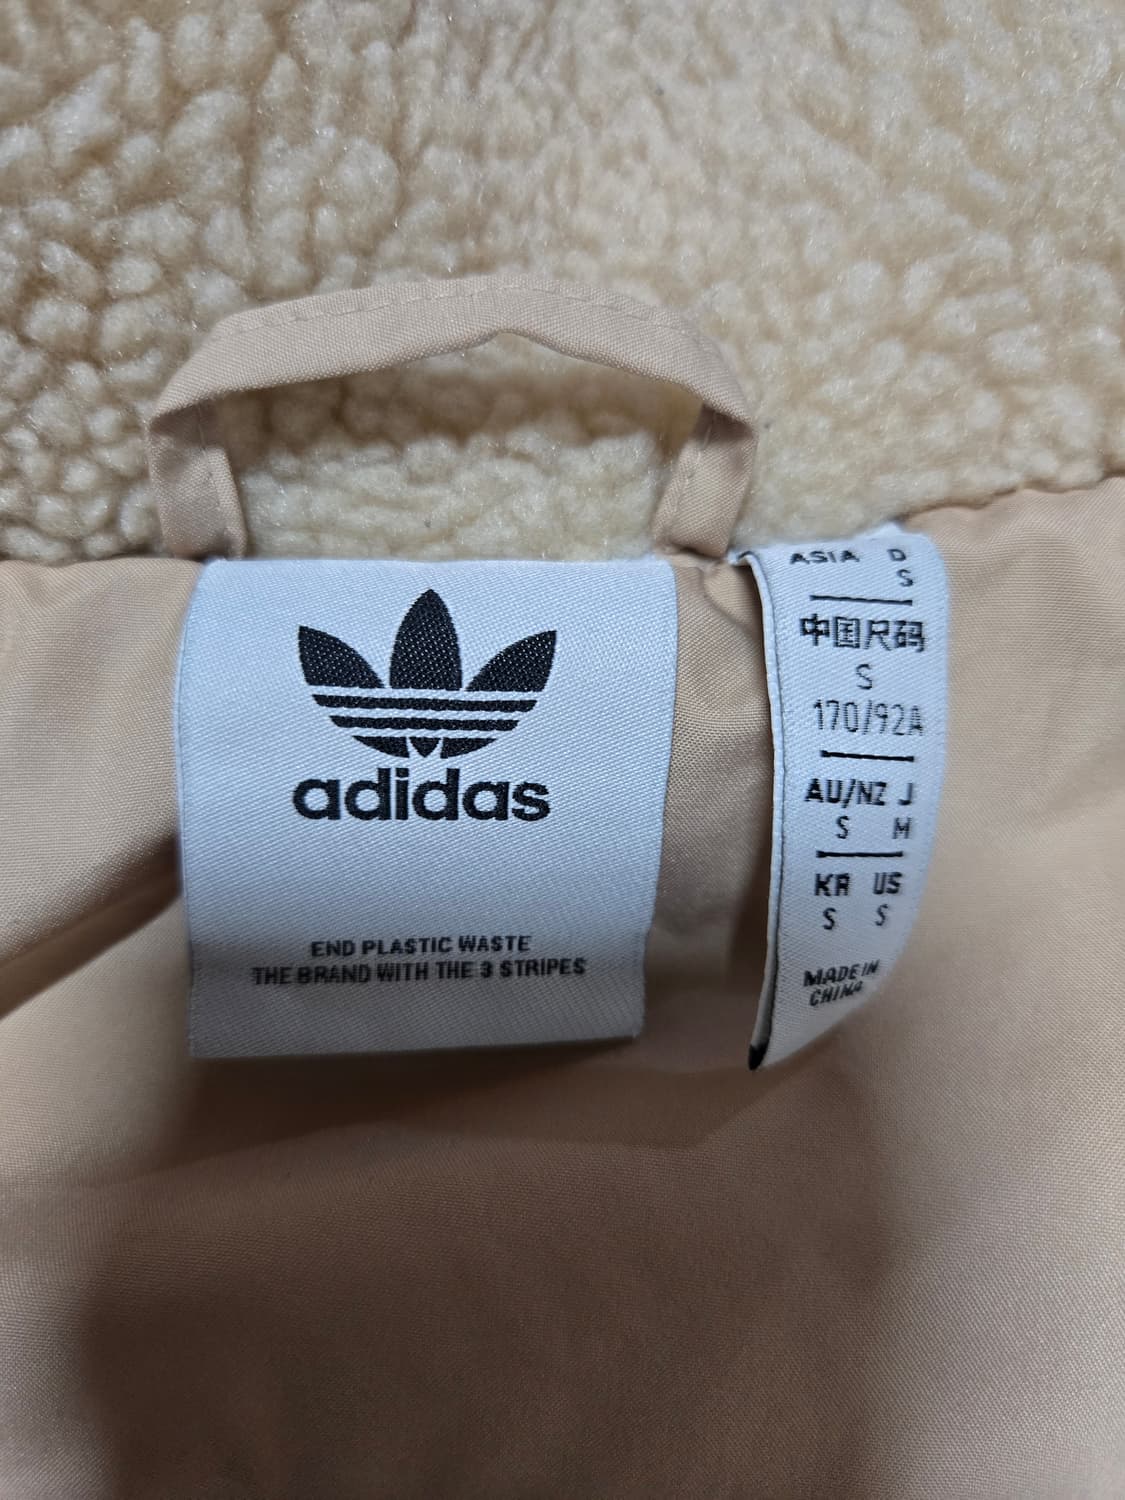 adidas
END PLASTIC WASTE
THE BRAND WITH THE 3 STRIPES
ASIA D
S
中国尺码
S
170/92A
AU/NZ J
S M
KR US
S S
MADE IN
CHINA